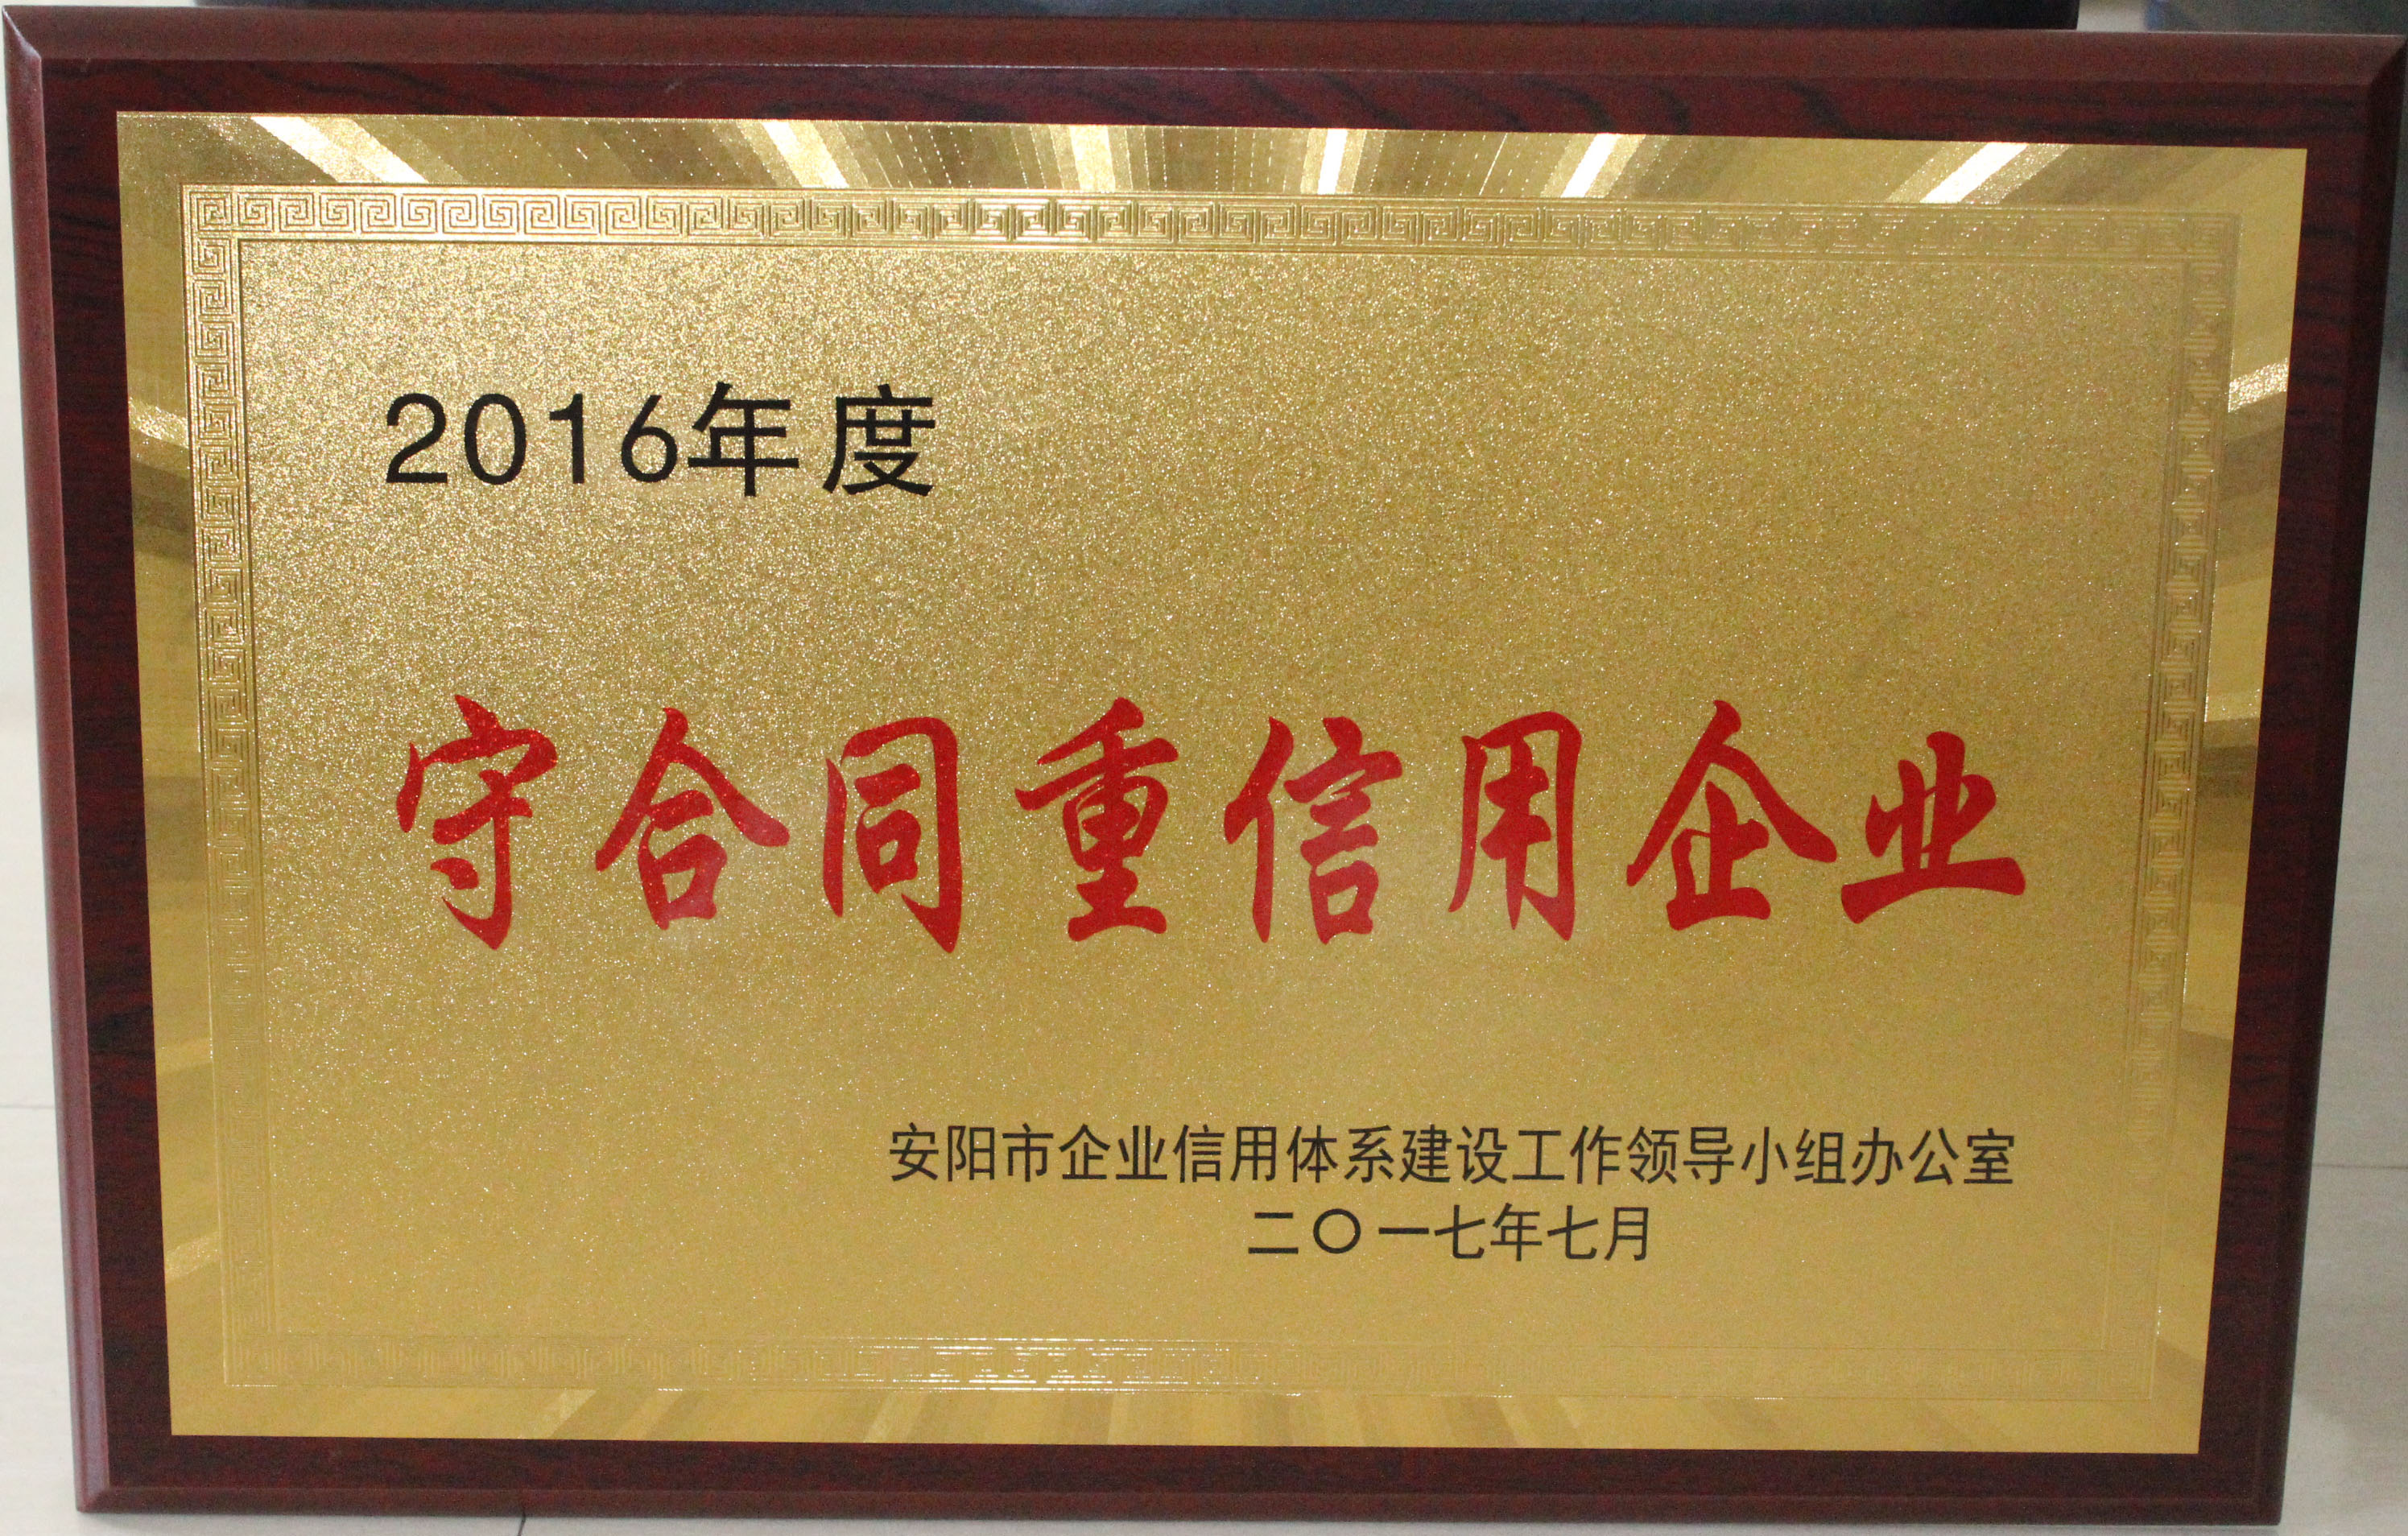 2016年度
守合同重信用企业
安阳市企业信用体系建设工作领导小组办公室
二〇一七年七月